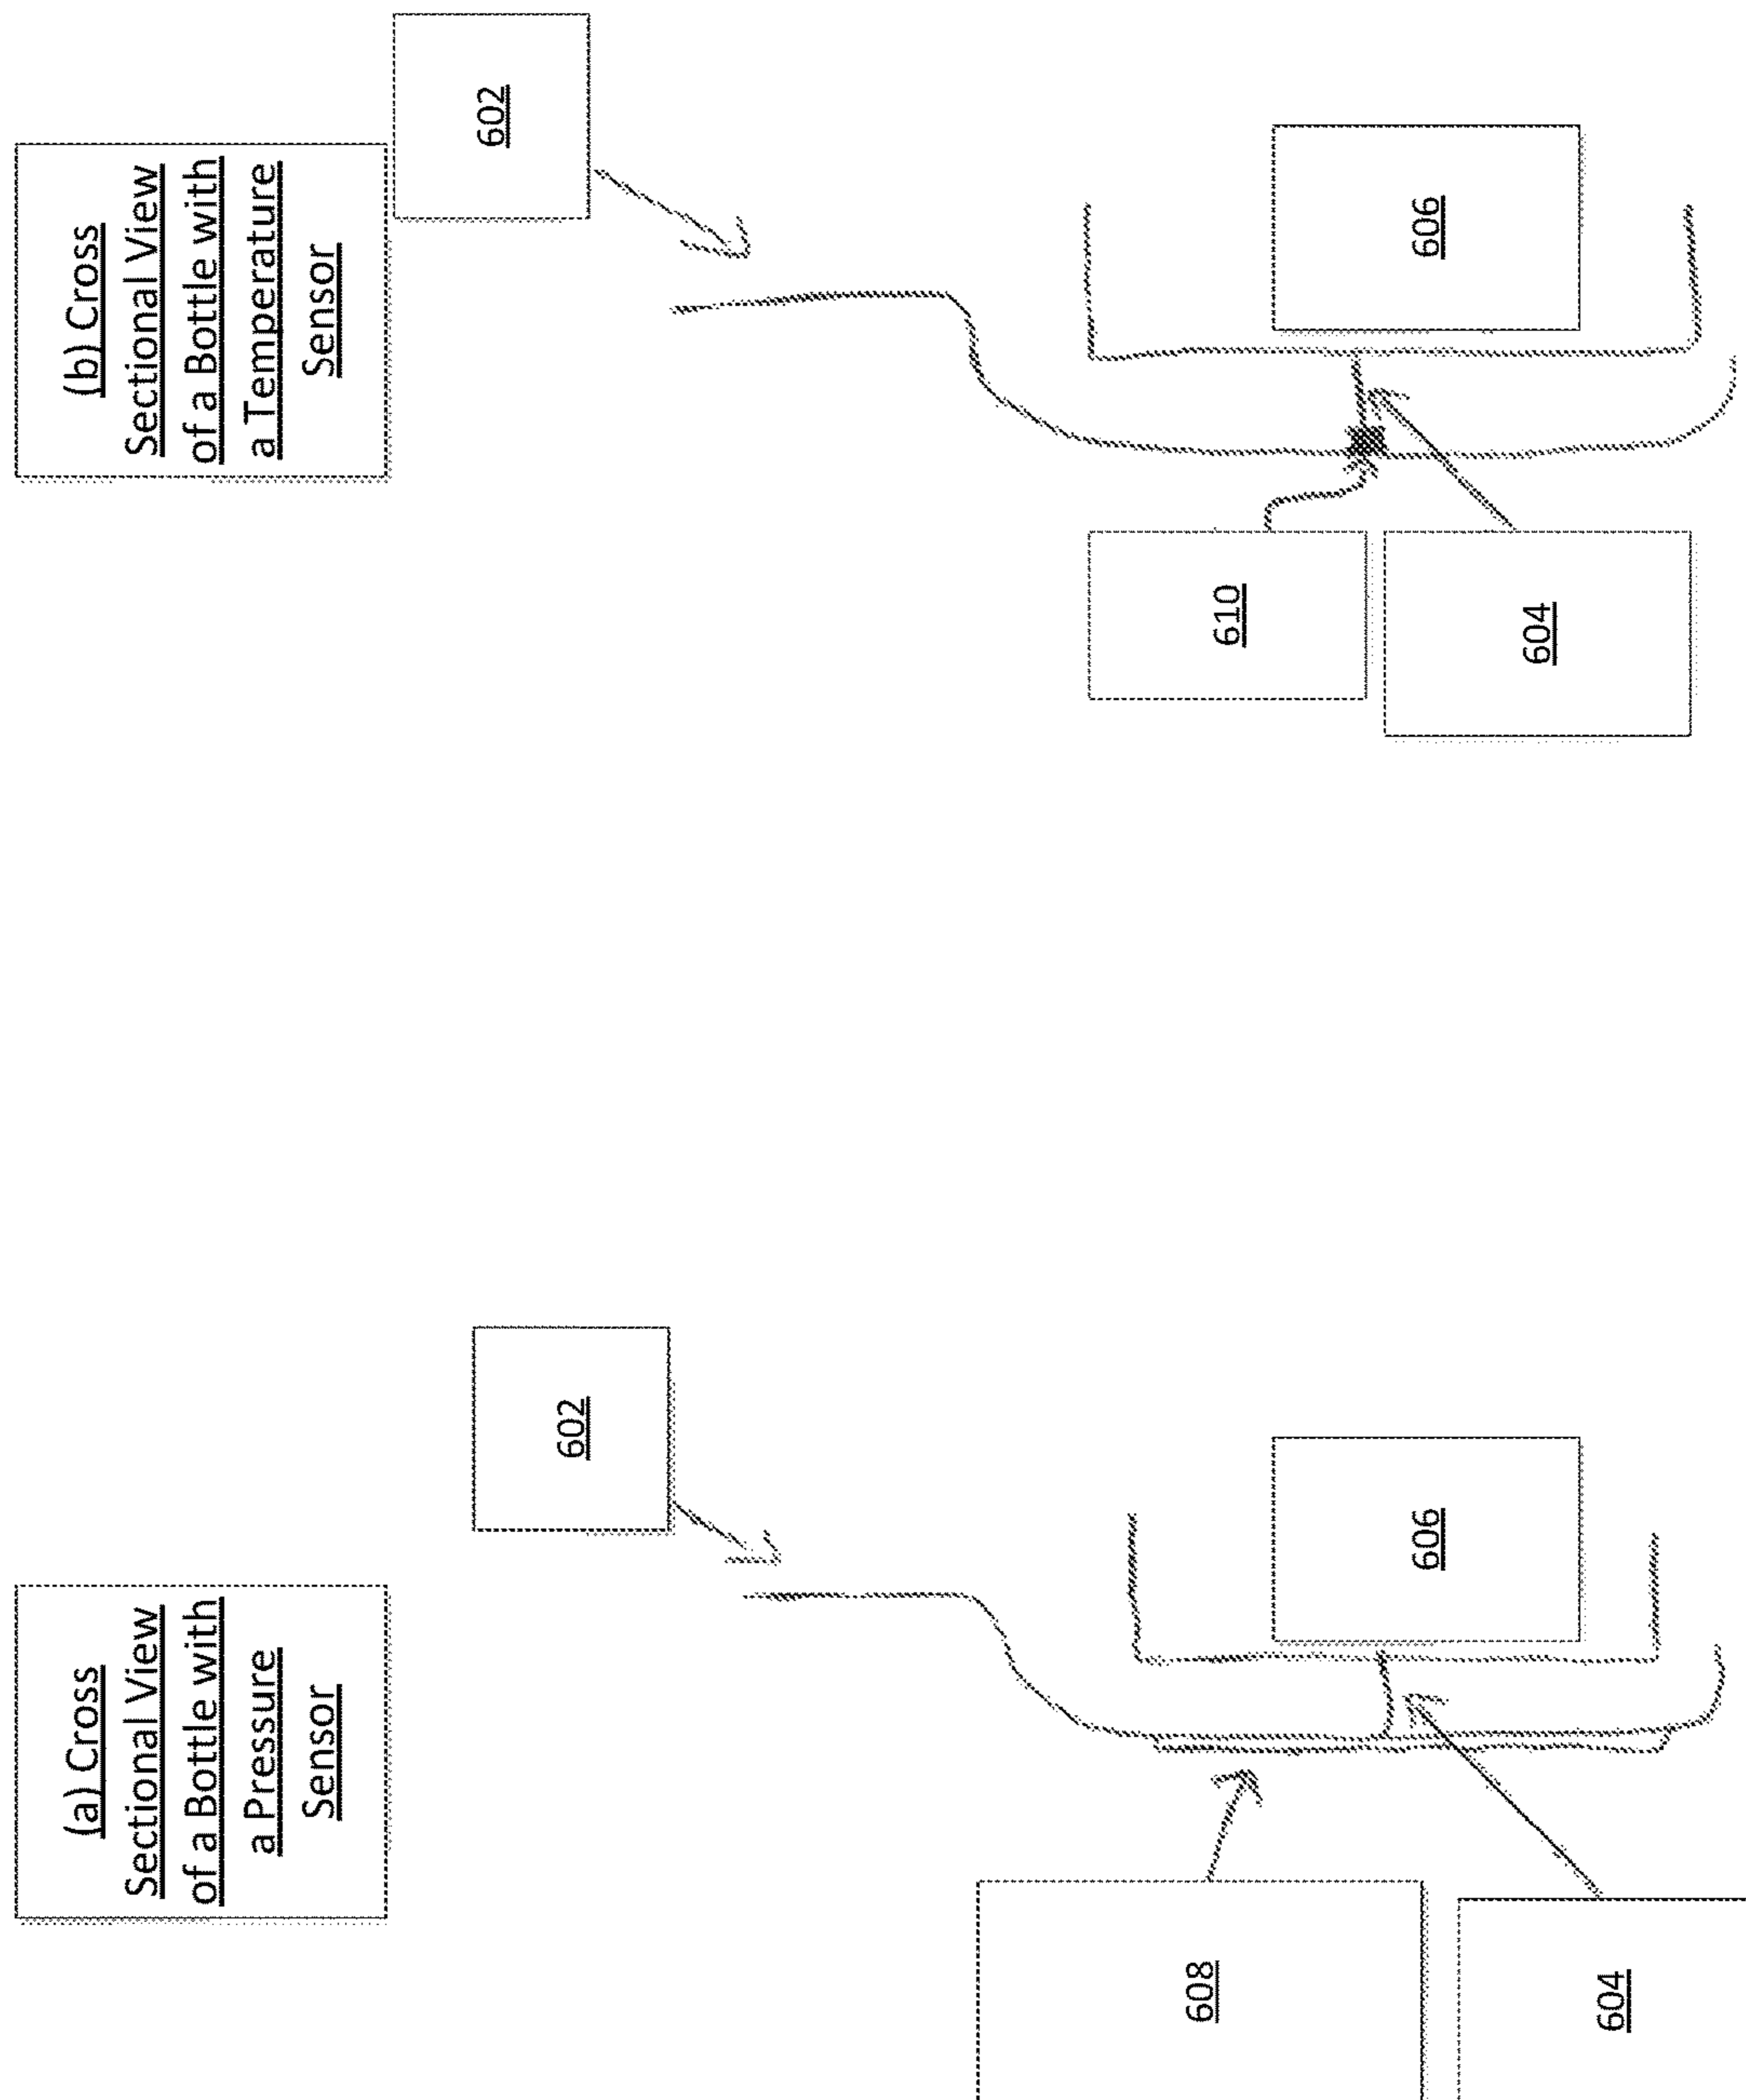 (a) Cross
Sectional View
of a Bottle with
a Pressure
Sensor
602
606
608
604
(b) Cross
Sectional View
of a Bottle with
a Temperature
Sensor
602
606
610
604